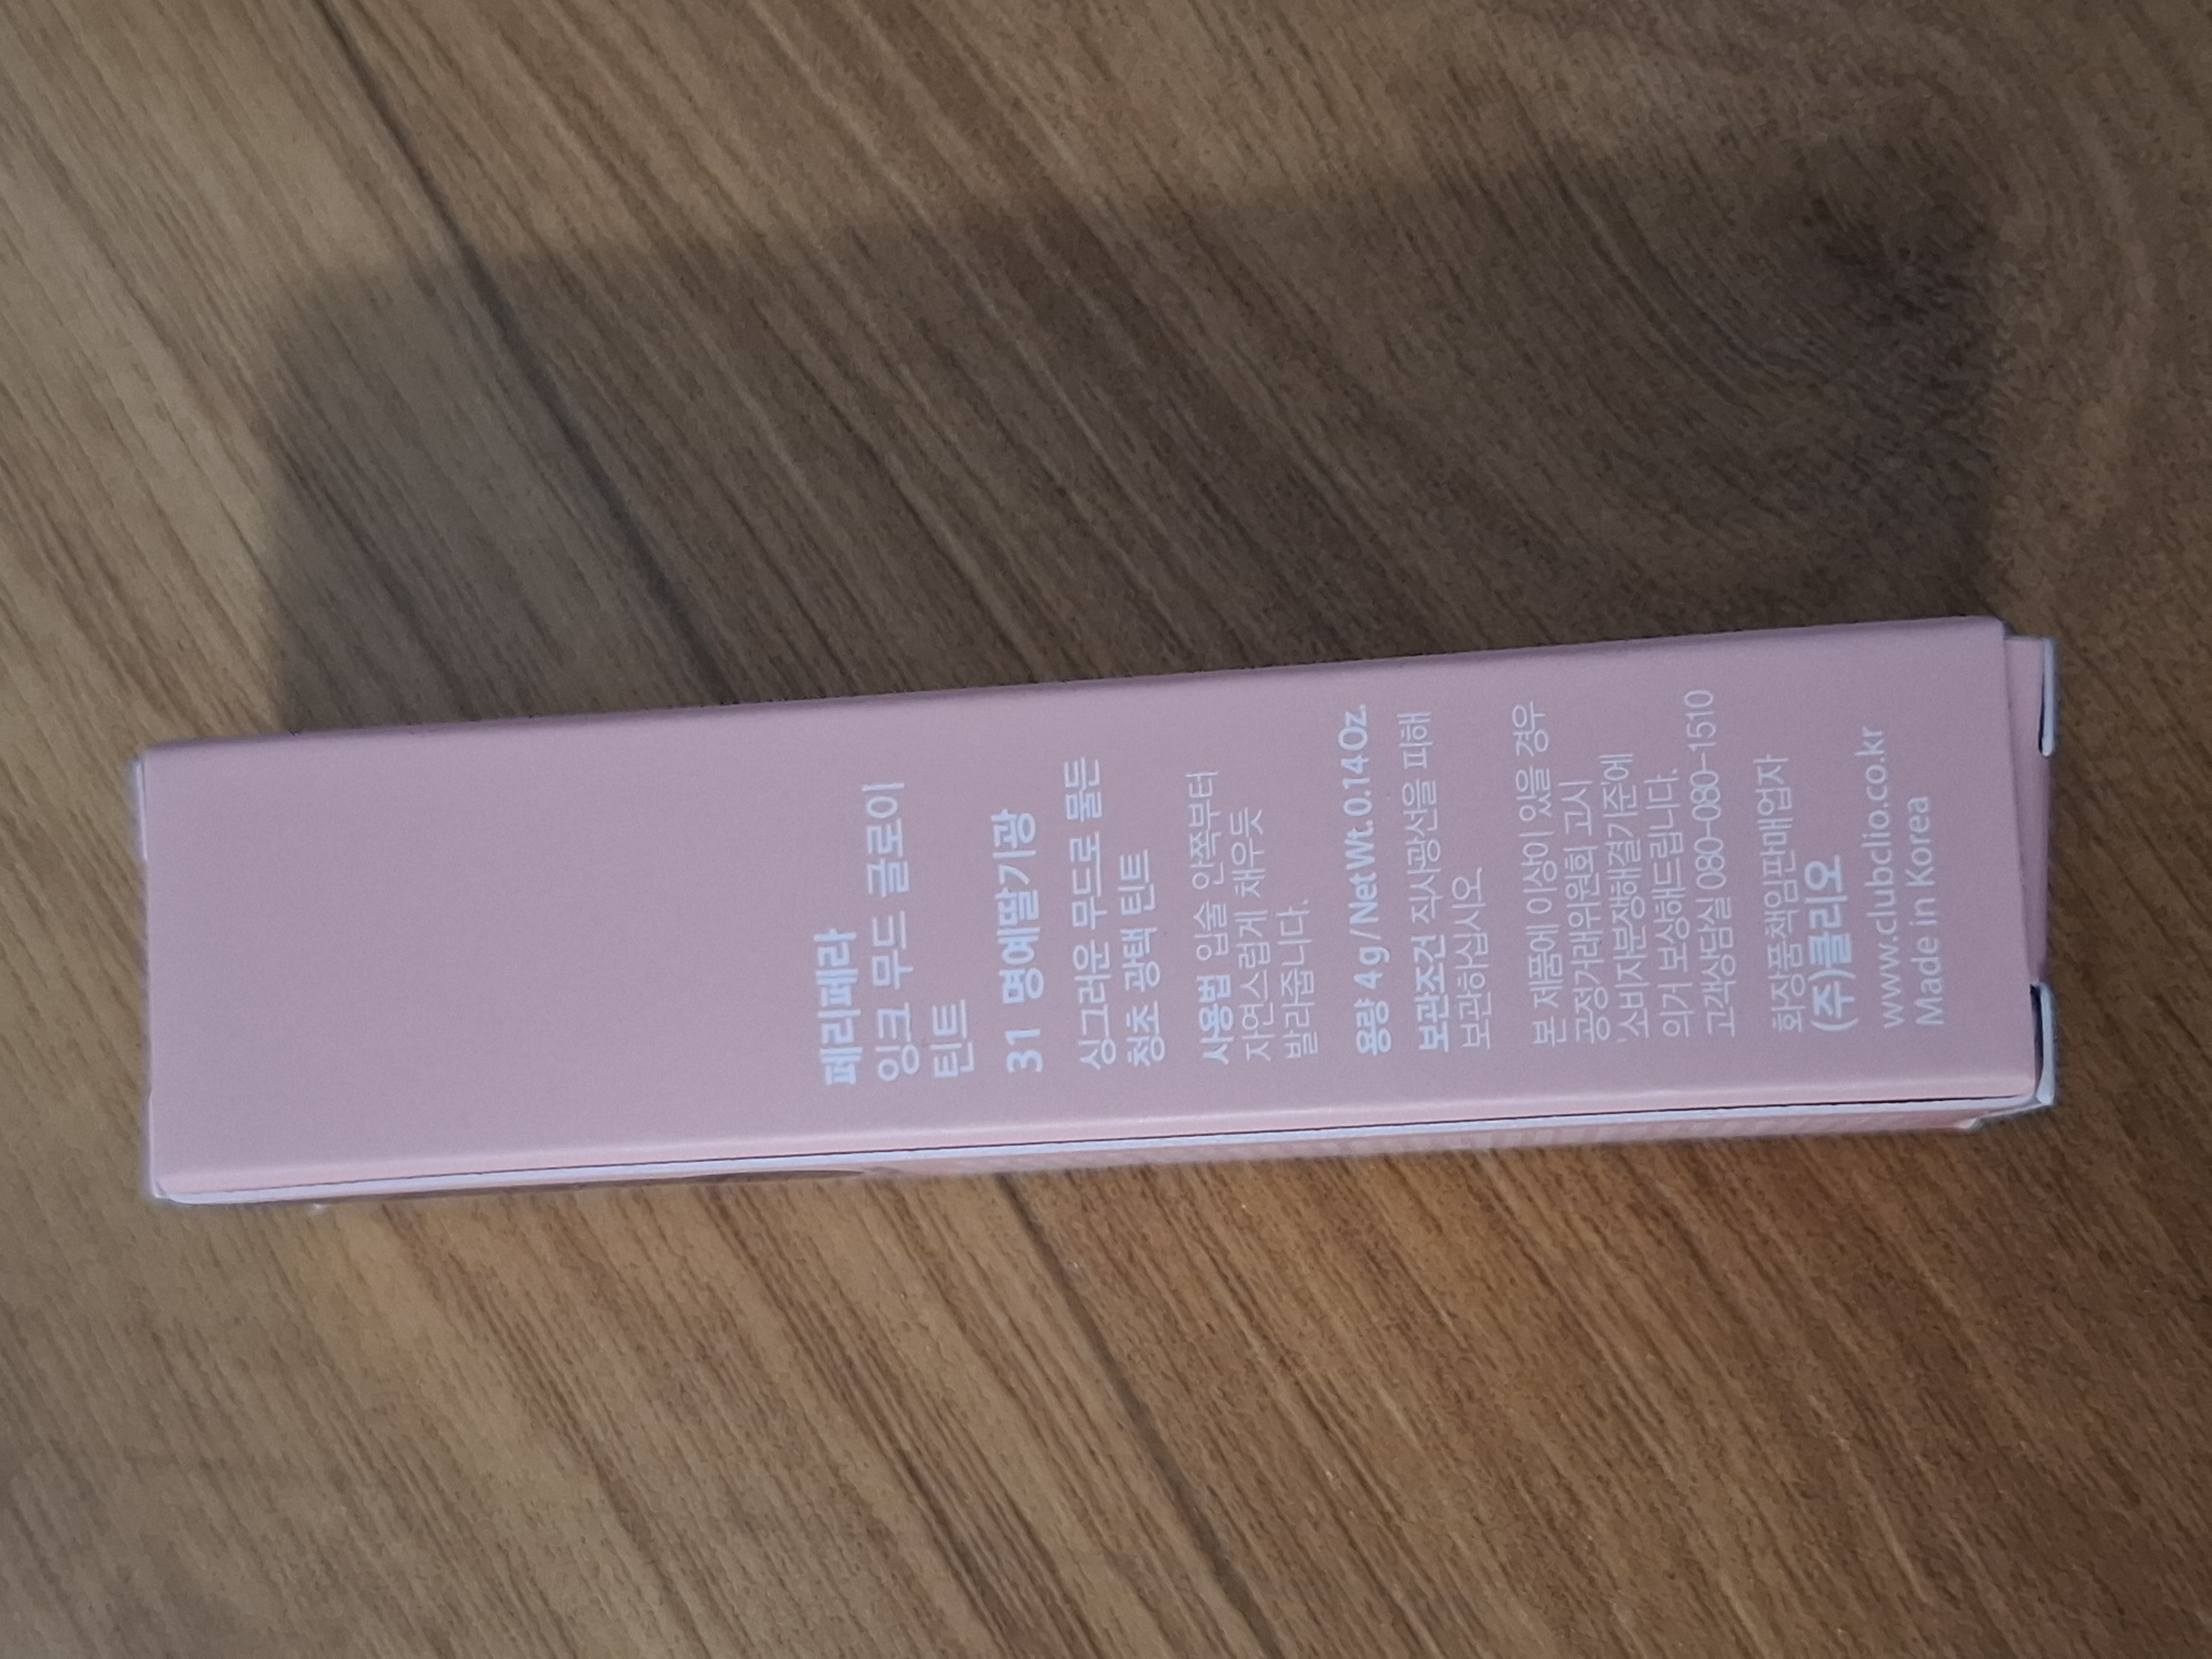 페리페라
잉크 무드 글로이
틴트
31 명예딸기광
싱그러운 무드로 물든
청초 광택 틴트
사용법 입술 안쪽부터
자연스럽게 채우듯
발라줍니다.
용량 4 g / Net Wt. 0.14 Oz.
보관조건 직사광선을 피해
보관하십시오.
본 제품에 이상이 있을 경우
공정거래위원회 고시
'소비자분쟁해결기준'에
의거 보상해드립니다.
고객상담실 080-080-1510
화장품책임판매업자
(주)클리오
www.clubclio.co.kr
Made in Korea